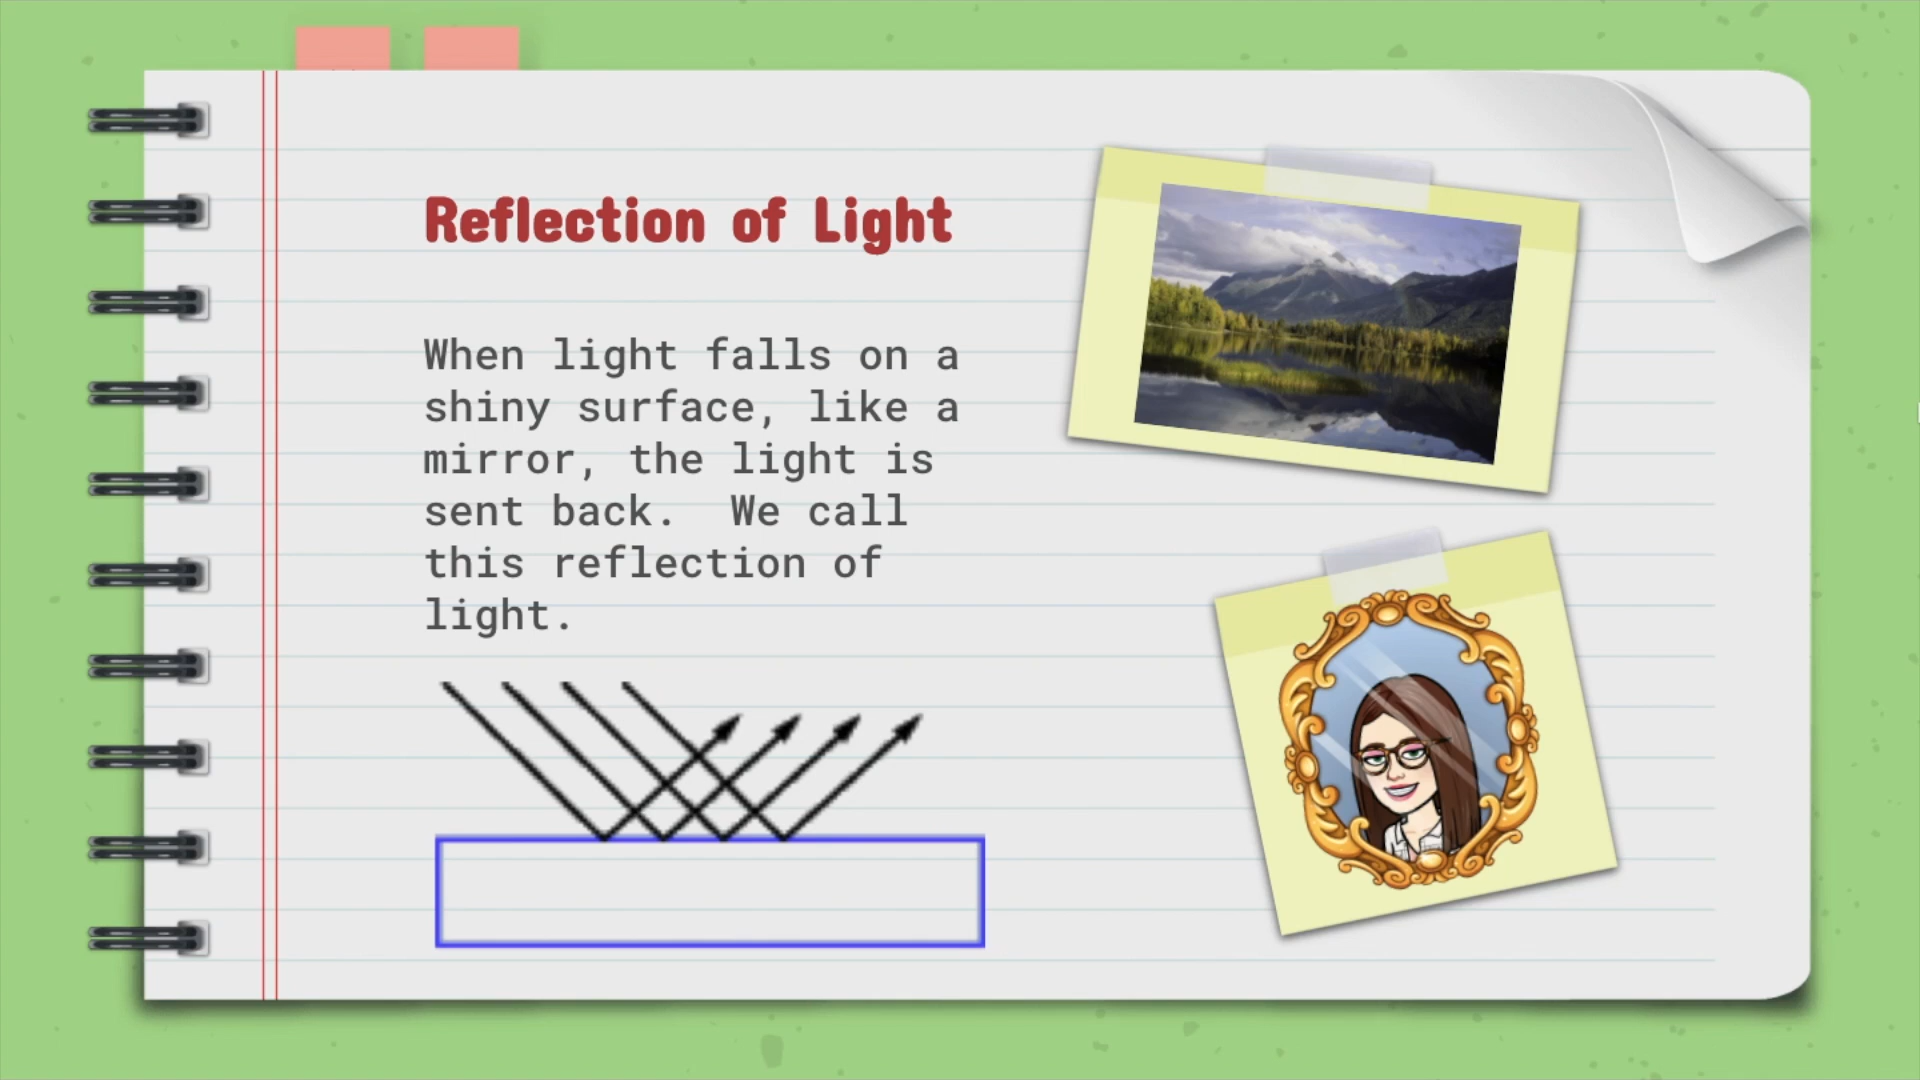 Reflection of Light
When light falls on a
shiny surface, like a
mirror, the light is
sent back.  We call
this reflection of
light.